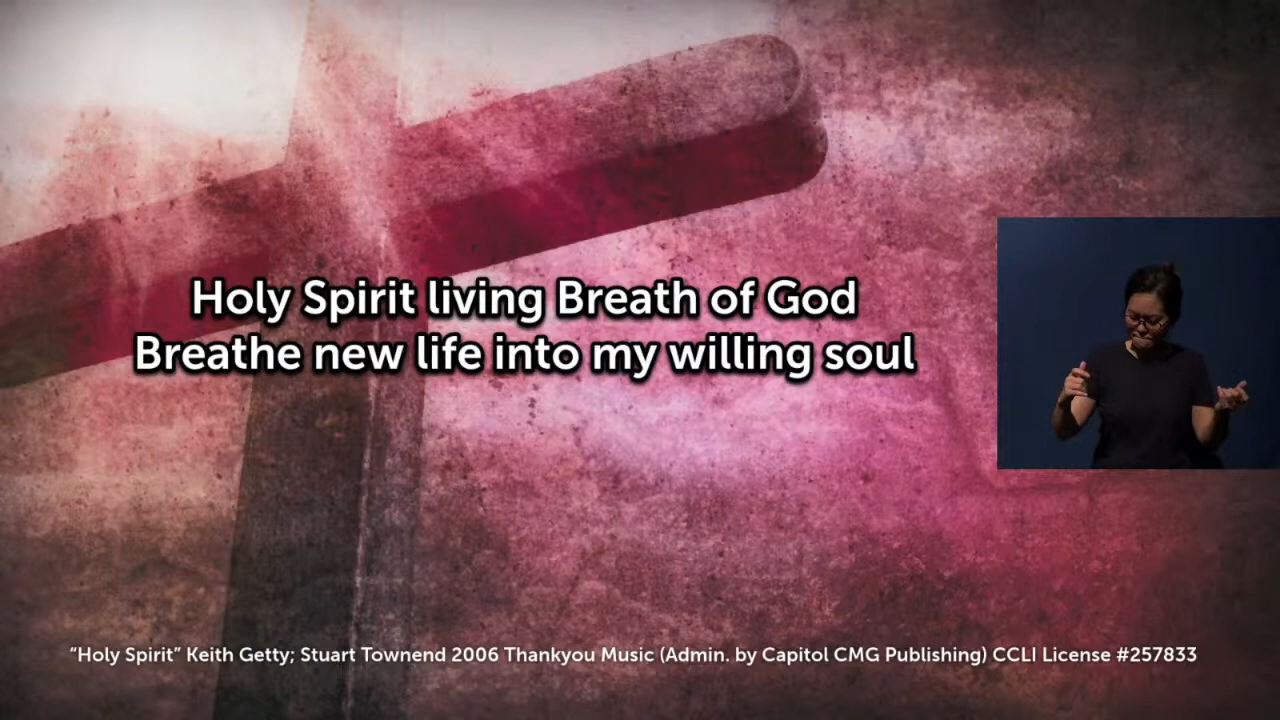 Holy Spirit living Breath of God
Breathe new life into my willing soul
“Holy Spirit” Keith Getty; Stuart Townend 2006 Thankyou Music (Admin. by Capitol CMG Publishing) CCLI License #257833